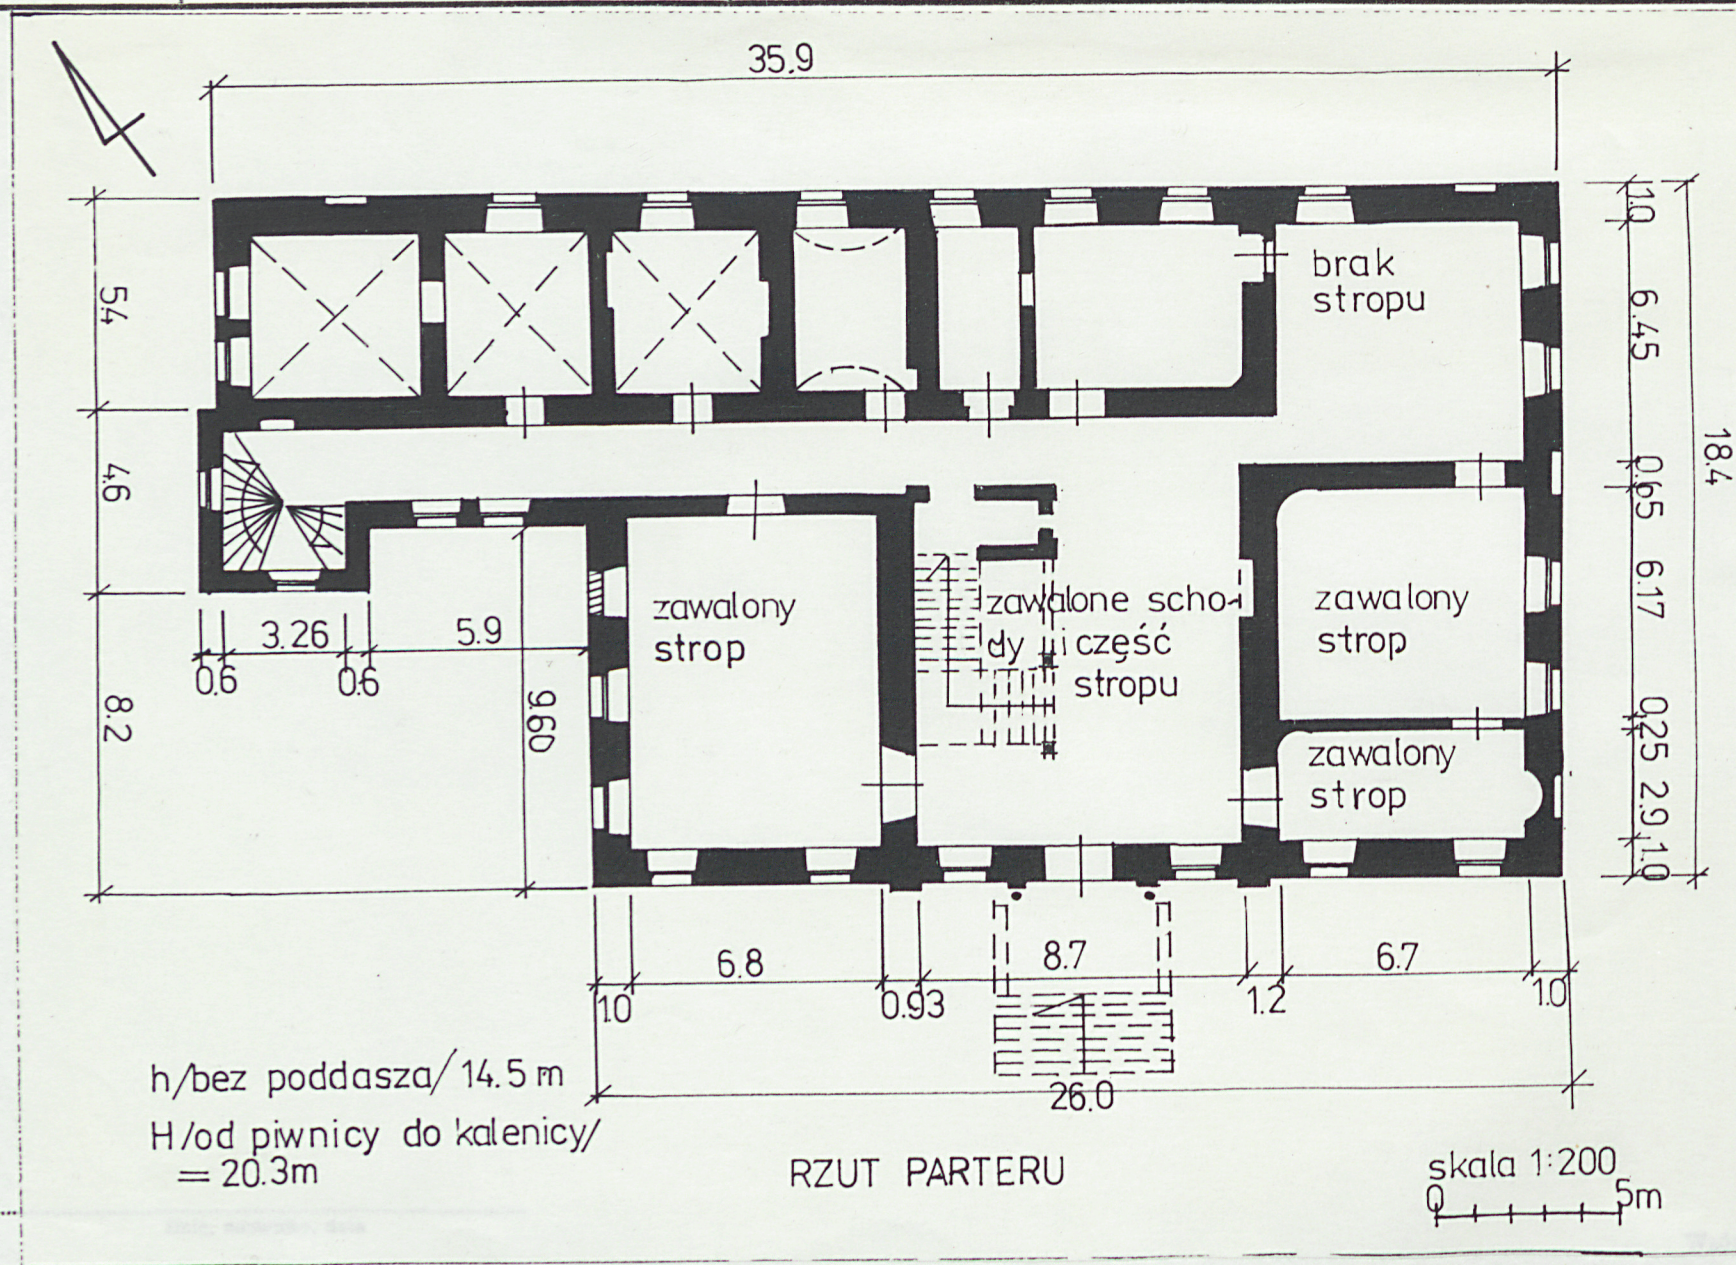 35.9
brak
stropu
1.0
6.45
0.65
6.17
0.25
2.9
1.0
18.4
5.4
4.6
8.2
3.26
5.9
0.6
0.6
9.60
zawalony
strop
zawalone scho-
dy i część
stropu
zawalony
strop
zawalony
strop
6.8
8.7
6.7
1.0
0.93
1.2
1.0
26.0
h/bez poddasza/ 14.5 m
H/od piwnicy do kalenicy/
= 20.3m
RZUT PARTERU
skala 1:200
0
5m